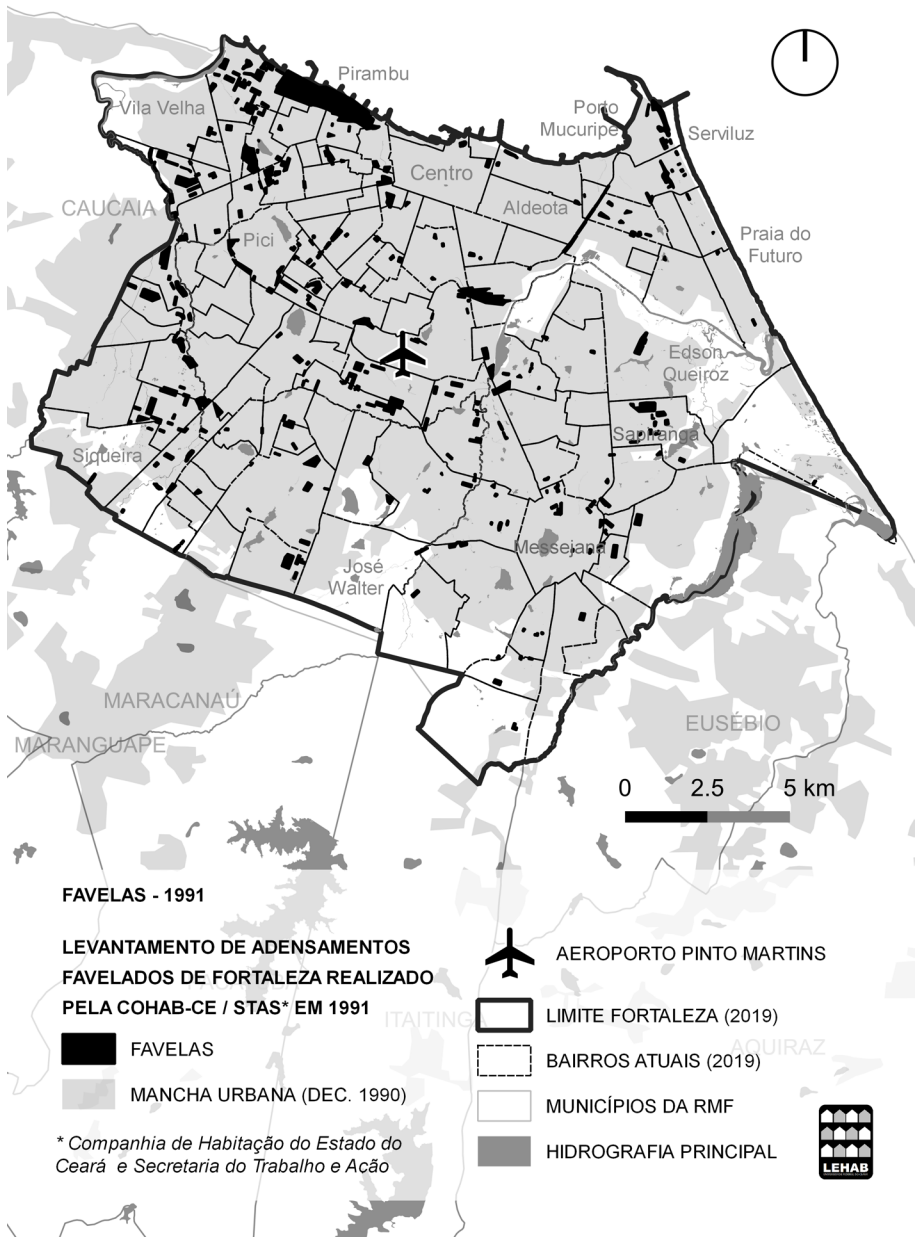 Pirambu
Vila Velha
Porto
Mucuripe
Serviluz
Centro
CAUCAIA
Aldeota
Pici
Praia do
Futuro
Edson
Queiroz
Sapiranga
Siqueira
Messejana
José
Walter
MARACANAÚ
EUSÉBIO
MARANGUAPE
0 2.5 5 km
FAVELAS - 1991
LEVANTAMENTO DE ADENSAMENTOS
FAVELADOS DE FORTALEZA REALIZADO
PELA COHAB-CE / STAS* EM 1991
FAVELAS
MANCHA URBANA (DEC. 1990)
* Companhia de Habitação do Estado do
Ceará e Secretaria do Trabalho e Ação
AEROPORTO PINTO MARTINS
ITAITINGA
LIMITE FORTALEZA (2019)
AQUIRAZ
BAIRROS ATUAIS (2019)
MUNICÍPIOS DA RMF
HIDROGRAFIA PRINCIPAL
LEHAB